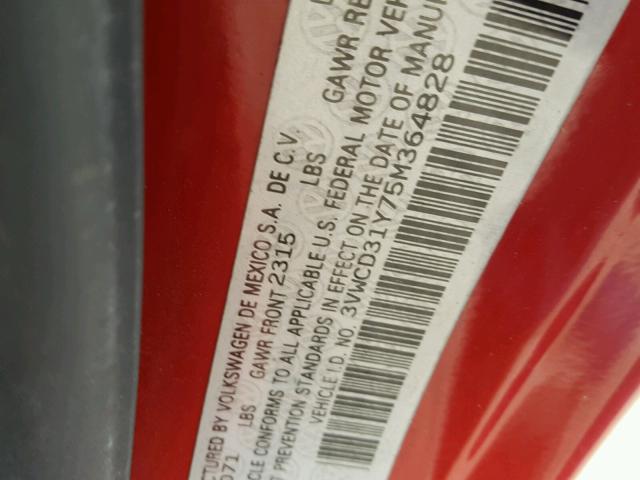 CTURED BY VOLKSWAGEN DE MEXICO S.A. DE C.V.
071 LBS GAWR FRONT 2315 LBS GAWR RE
CLE CONFORMS TO ALL APPLICABLE U.S. FEDERAL MOTOR VEH
T PREVENTION STANDARDS IN EFFECT ON THE DATE OF MANUF
VEHICLE I.D. NO. 3VWCD31Y75M364828